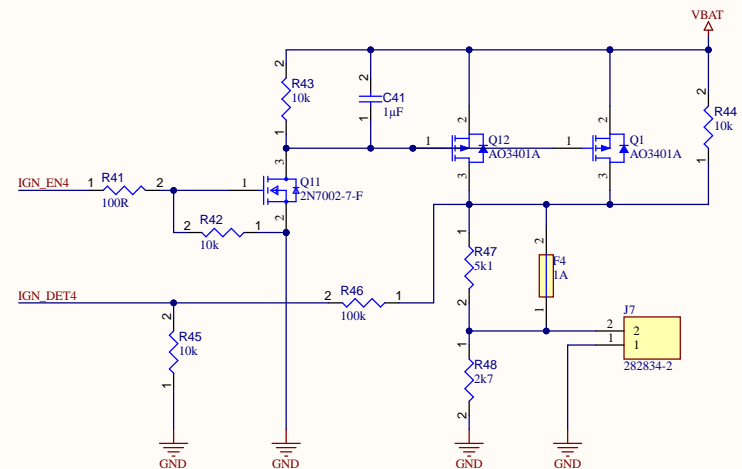 VBAT
2
R43
10k
1
2
C41
1µF
1
2
Q12
AO3401A
1
3
2
Q1
AO3401A
1
3
2
R44
10k
1
IGN_EN4
1
R41
100R
2
1
3
Q11
2N7002-7-F
2
2
R42
10k
1
1
R47
5k1
2
2
F4
1A
1
IGN_DET4
2
R46
100k
1
2
R45
10k
1
1
R48
2k7
2
J7
2
2
1
1
282834-2
GND
GND
GND
GND